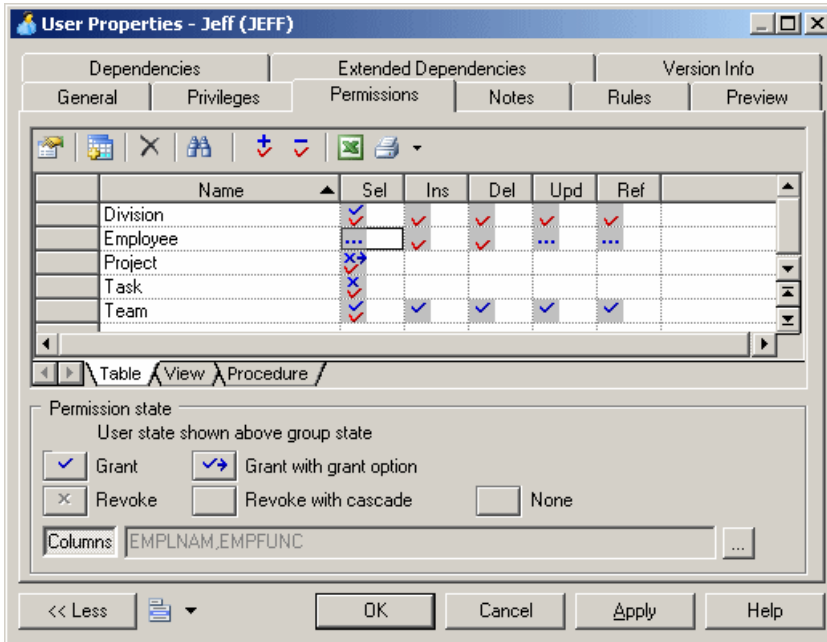 User Properties - Jeff (JEFF)
Dependencies Extended Dependencies Version Info
General Privileges Permissions Notes Rules Preview
Name Sel Ins Del Upd Ref
Division
Employee ... ... ...
Project
Task
Team
Table View Procedure
Permission state
User state shown above group state
Grant Grant with grant option
Revoke Revoke with cascade None
Columns EMPLNAM,EMPFUNC ...
<< Less OK Cancel Apply Help